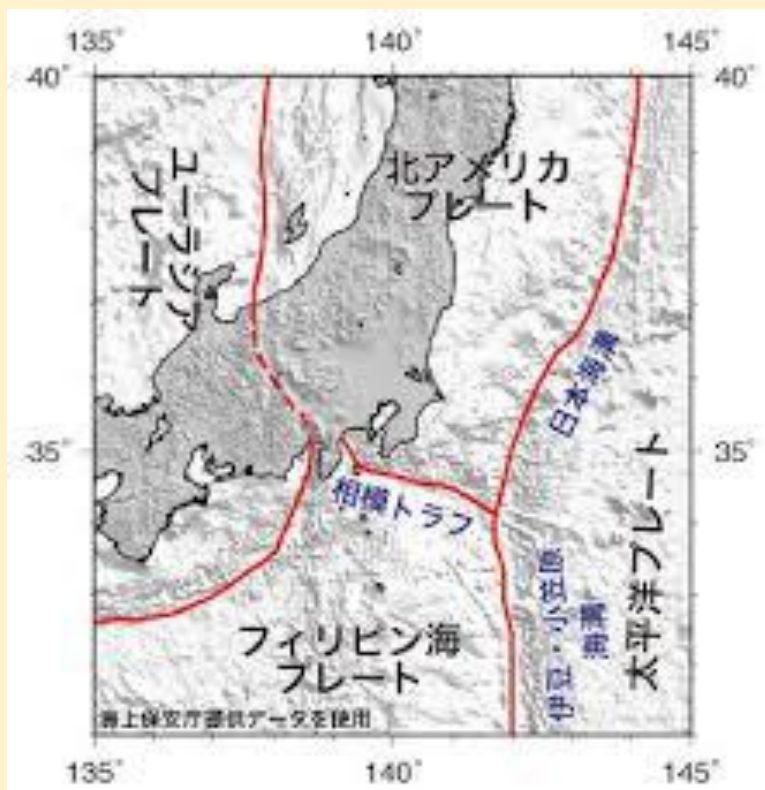 135°
140°
145°
40°
40°
ユーラシア
プレート
北アメリカ
プレート
日本海溝
35°
35°
相模トラフ
太平洋プレート
伊豆・小笠原
海溝
フィリピン海
プレート
海上保安庁提供データを使用
135°
140°
145°